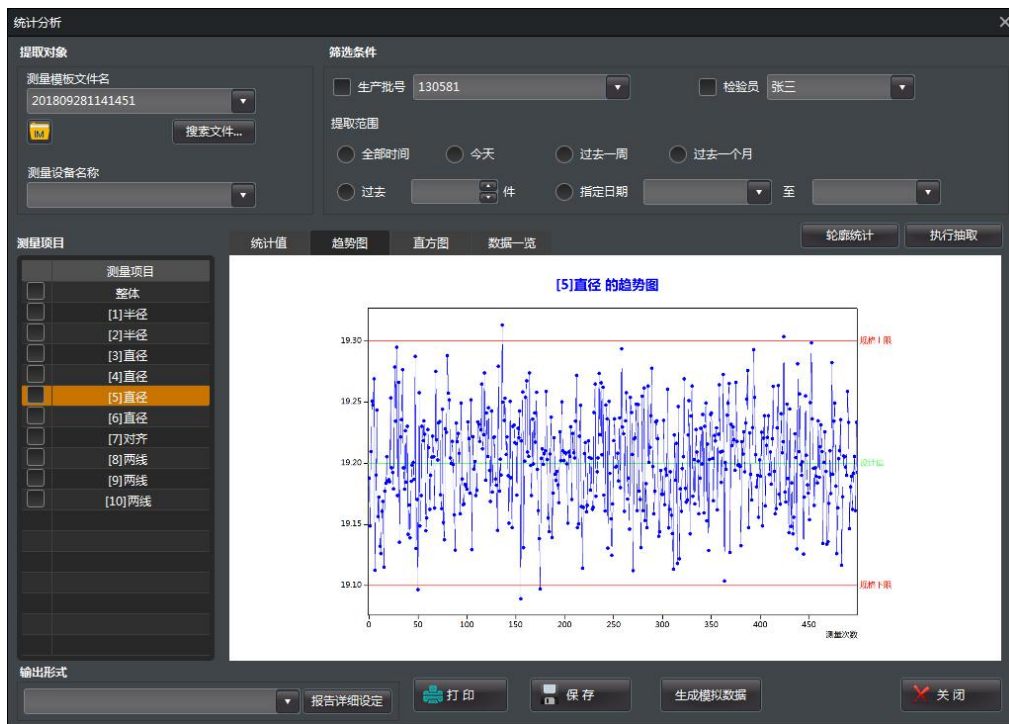 统计分析
提取对象
测量模板文件名
201809281141451
IM
搜素文件...
测量设备名称
筛选条件
生产批号 130581
检验员 张三
提取范围
全部时间 今天 过去一周 过去一个月
过去 件 指定日期 至
轮廓统计 执行抽取
测量项目
测量项目
整体
[1]半径
[2]半径
[3]直径
[4]直径
[5]直径
[6]直径
[7]对齐
[8]两线
[9]两线
[10]两线
统计值 趋势图 直方图 数据一览
[5]直径 的趋势图
19.30
规格上限
19.25
19.20
设计值
19.15
19.10
规格下限
0 50 100 150 200 250 300 350 400 450
测量次数
输出形式
报告详细设定 打 印 保 存 生成模拟数据 关 闭